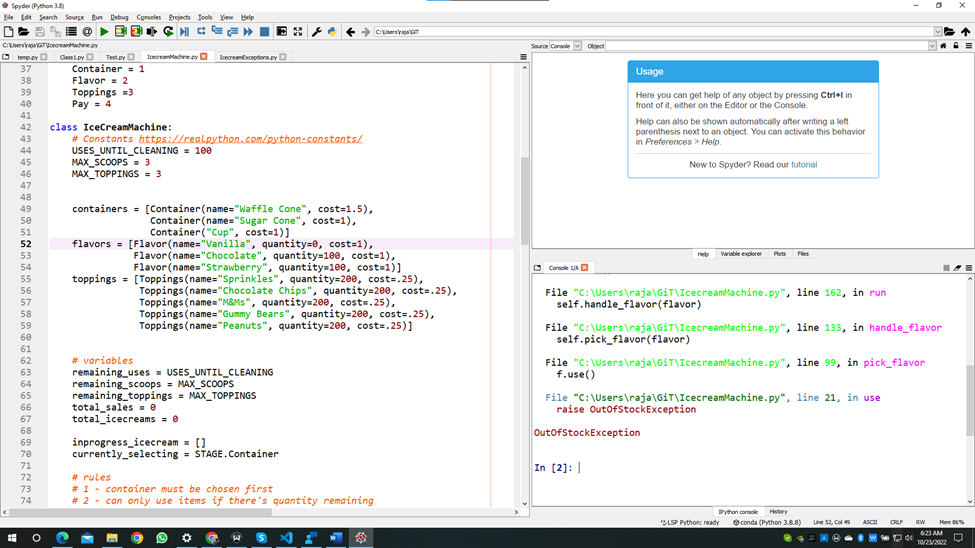 Spyder (Python 3.8)
File Edit Search Source Run Debug Consoles Projects Tools View Help
C:\Users\raja\GiT
C:\Users\raja\GiT\IcecreamMachine.py
temp.py Class1.py Test.py IcecreamMachine.py IcecreamExceptions.py
37 Container = 1
38 Flavor = 2
39 Toppings =3
40 Pay = 4
41
42 class IceCreamMachine:
43 # Constants https://realpython.com/python-constants/
44 USES_UNTIL_CLEANING = 100
45 MAX_SCOOPS = 3
46 MAX_TOPPINGS = 3
47
48
49 containers = [Container(name="Waffle Cone", cost=1.5),
50 Container(name="Sugar Cone", cost=1),
51 Container("Cup", cost=1)]
52 flavors = [Flavor(name="Vanilla", quantity=0, cost=1),
53 Flavor(name="Chocolate", quantity=100, cost=1),
54 Flavor(name="Strawberry", quantity=100, cost=1)]
55 toppings = [Toppings(name="Sprinkles", quantity=200, cost=.25),
56 Toppings(name="Chocolate Chips", quantity=200, cost=.25),
57 Toppings(name="M&Ms", quantity=200, cost=.25),
58 Toppings(name="Gummy Bears", quantity=200, cost=.25),
59 Toppings(name="Peanuts", quantity=200, cost=.25)]
60
61
62 # variables
63 remaining_uses = USES_UNTIL_CLEANING
64 remaining_scoops = MAX_SCOOPS
65 remaining_toppings = MAX_TOPPINGS
66 total_sales = 0
67 total_icecreams = 0
68
69 inprogress_icecream = []
70 currently_selecting = STAGE.Container
71
72 # rules
73 # 1 - container must be chosen first
74 # 2 - can only use items if there's quantity remaining
Source Console Object
Usage
Here you can get help of any object by pressing Ctrl+I in
front of it, either on the Editor or the Console.
Help can also be shown automatically after writing a left
parenthesis next to an object. You can activate this behavior
in Preferences > Help.
New to Spyder? Read our tutorial
Help Variable explorer Plots Files
Console 1/A
File "C:\Users\raja\GiT\IcecreamMachine.py", line 162, in run
self.handle_flavor(flavor)
File "C:\Users\raja\GiT\IcecreamMachine.py", line 133, in handle_flavor
self.pick_flavor(flavor)
File "C:\Users\raja\GiT\IcecreamMachine.py", line 99, in pick_flavor
f.use()
File "C:\Users\raja\GiT\IcecreamMachine.py", line 21, in use
raise OutOfStockException
OutOfStockException
In [2]:
IPython console History
LSP Python: ready conda (Python 3.8.8) Line 52, Col 49 ASCII CRLF RW Mem 86%
6:23 AM
10/23/2022